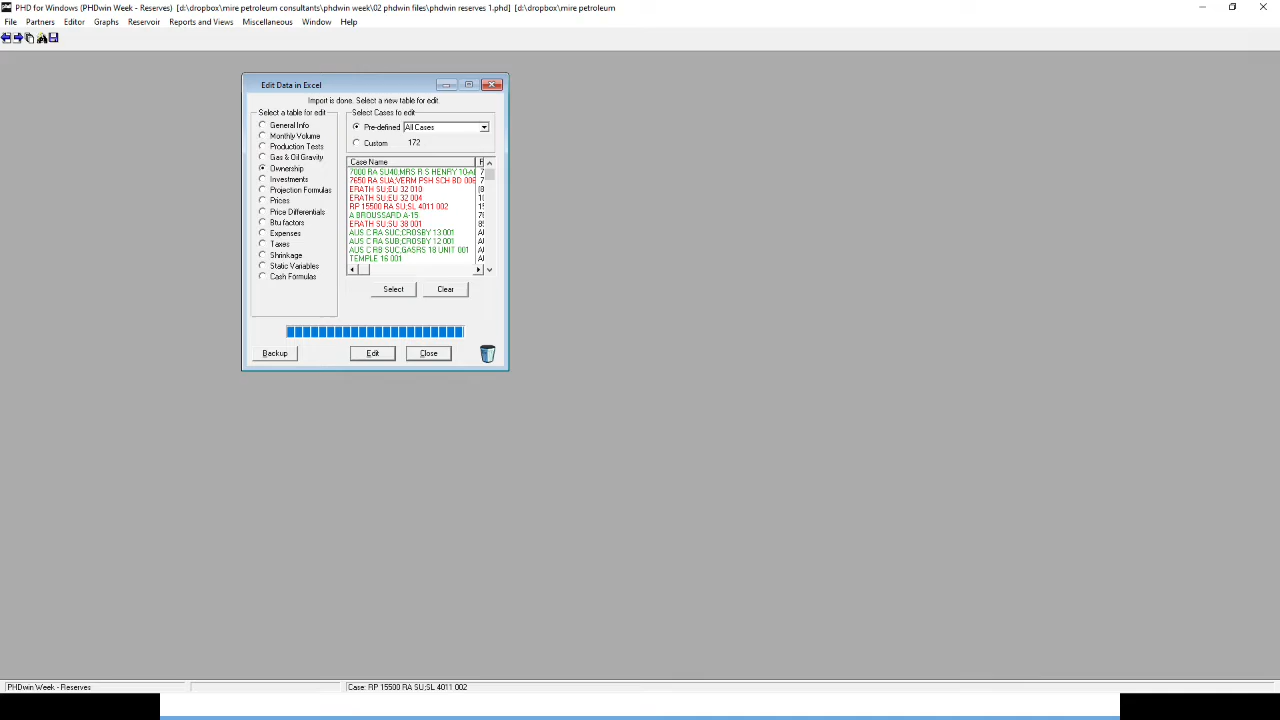 PHD for Windows (PHDwin Week - Reserves) [d:\dropbox\mire petroleum consultants\phdwin week\02 phdwin files\phdwin reserves 1.phd] [d:\dropbox\mire petroleum
File Partners Editor Graphs Reservoir Reports and Views Miscellaneous Window Help
Edit Data in Excel
Import is done. Select a new table for edit.
Select a table for edit
General Info
Monthly Volume
Production Tests
Gas & Oil Gravity
Ownership
Investments
Projection Formulas
Prices
Price Differentials
Btu factors
Expenses
Taxes
Shrinkage
Static Variables
Cash Formulas
Select Cases to edit
Pre-defined All Cases
Custom 172
Case Name
7000 RA SU40;MRS R S HENRY 10-AL
7650 RA SUA;VERM PSH SCH BD 006
ERATH SU;EU 32 010
ERATH SU;EU 32 004
RP 15500 RA SU;SL 4011 002
A BROUSSARD A-15
ERATH SU;SU 38 001
AUS C RA SUC;CROSBY 13 001
AUS C RA SUB;CROSBY 12 001
AUS C RB SUC;GASRS 18 UNIT 001
TEMPLE 16 001
Select Clear
Backup Edit Close
PHDwin Week - Reserves Case: RP 15500 RA SU;SL 4011 002